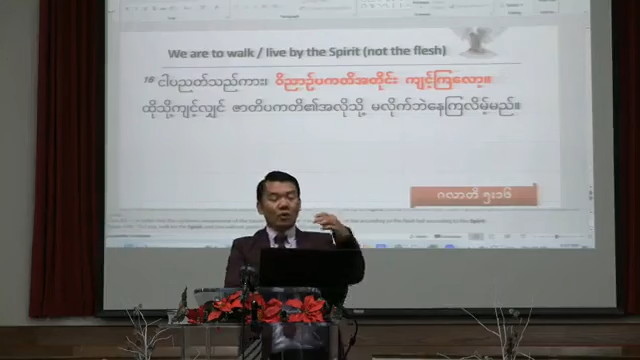 We are to walk / live by the Spirit (not the flesh)
16 ငါပညတ်သည်ကား၊ ဝိညာဉ်ပကတိအတိုင်း ကျင့်ကြလော့။
ထိုသို့ကျင့်လျှင် ဇာတိပကတိ၏အလိုသို့ မလိုက်ဘဲနေကြလိမ့်မည်။
ဂလာတိ ၅း၁၆